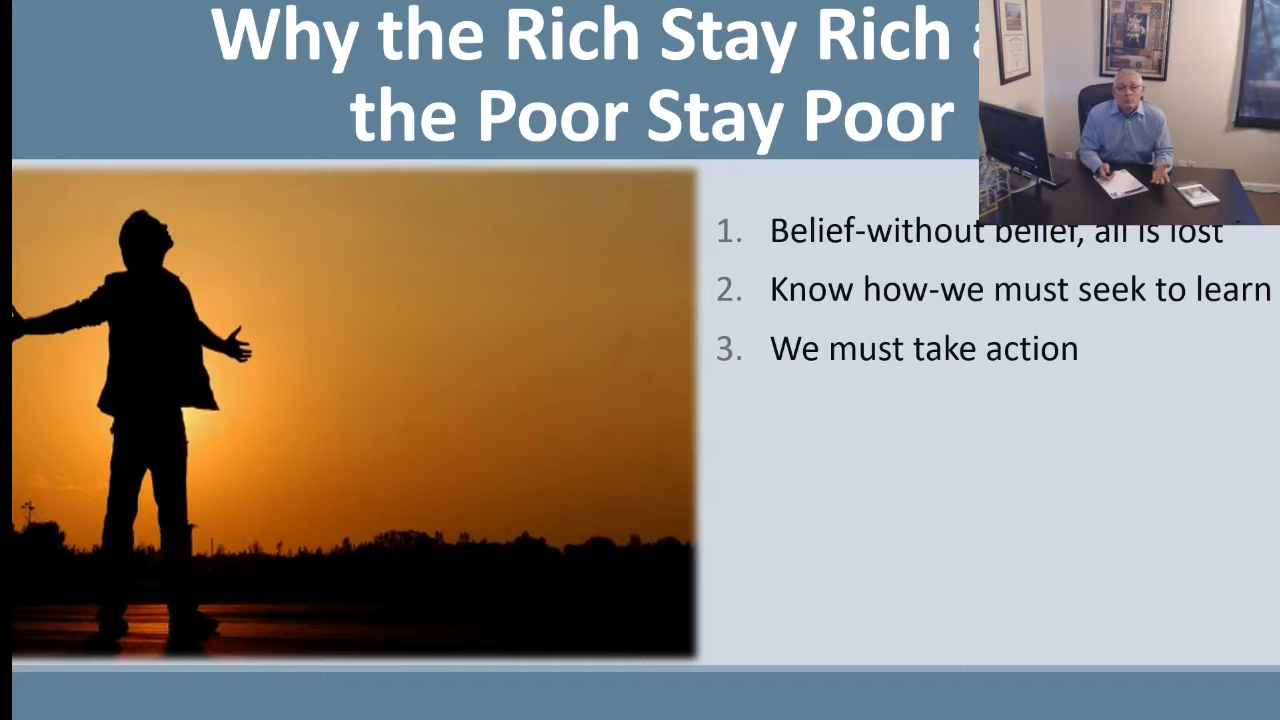 Why the Rich Stay Rich
the Poor Stay Poor
1. Belief-without belief, all is lost
2. Know how-we must seek to learn
3. We must take action